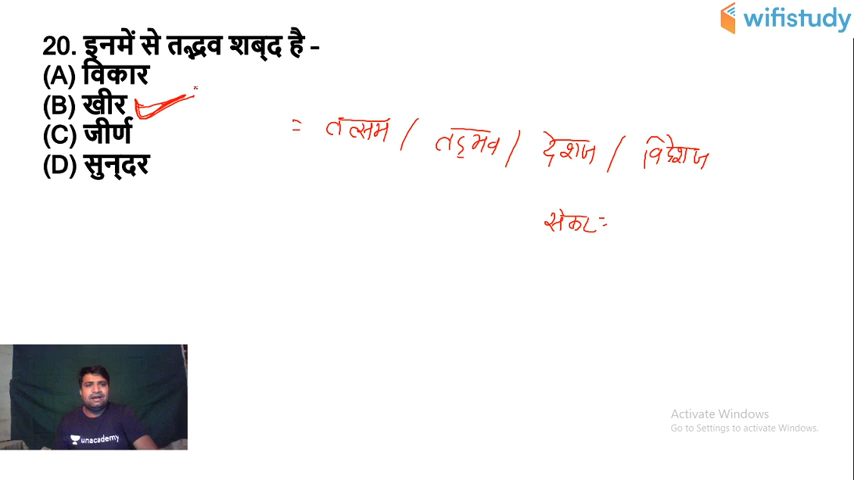 wifistudy
20. इनमें से तद्भव शब्द है -
(A) विकार
(B) खीर
(C) जीर्ण
(D) सुन्दर
= तत्सम / तद्भव / देशज / विदेशज
unacademy
Activate Windows
Go to Settings to activate Windows.